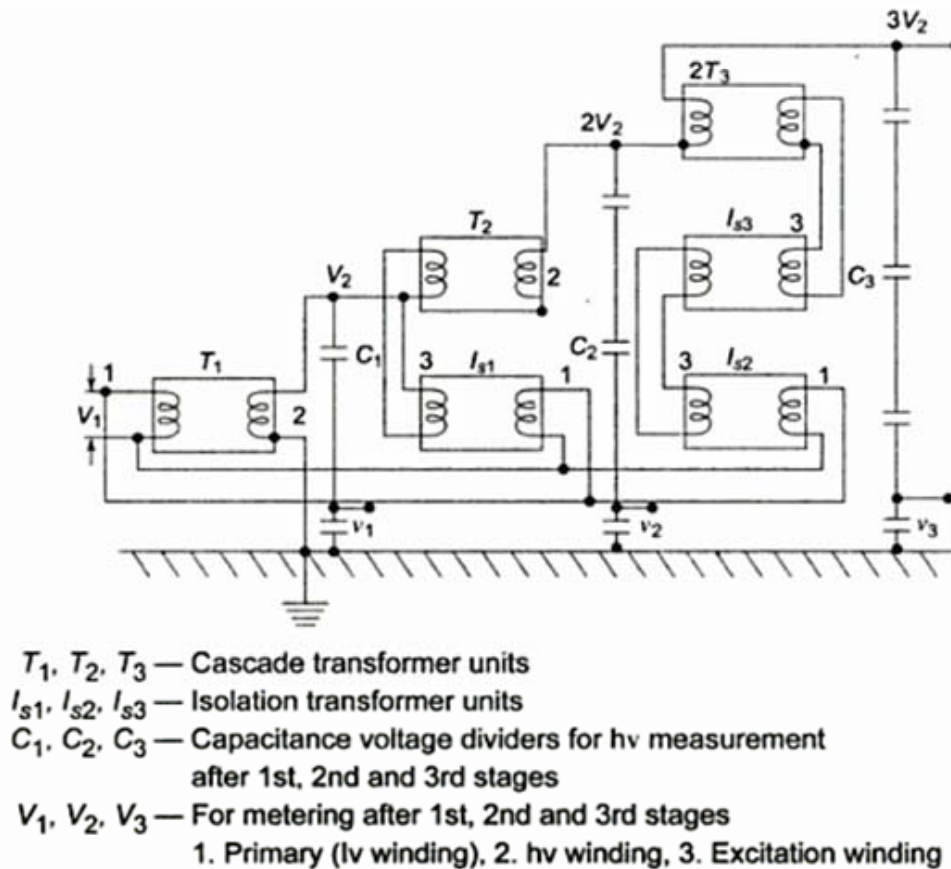 3V₂
2T₃
2V₂
T₂
Iₛ₃ 3
V₂
2
C₃
C₁
C₂
T₁
1
3 Iₛ₁ 1
3 Iₛ₂ 1
V₁
2
v₁
v₂
v₃
T₁, T₂, T₃ — Cascade transformer units
Iₛ₁, Iₛ₂, Iₛ₃ — Isolation transformer units
C₁, C₂, C₃ — Capacitance voltage dividers for hv measurement
after 1st, 2nd and 3rd stages
V₁, V₂, V₃ — For metering after 1st, 2nd and 3rd stages
1. Primary (lv winding), 2. hv winding, 3. Excitation winding